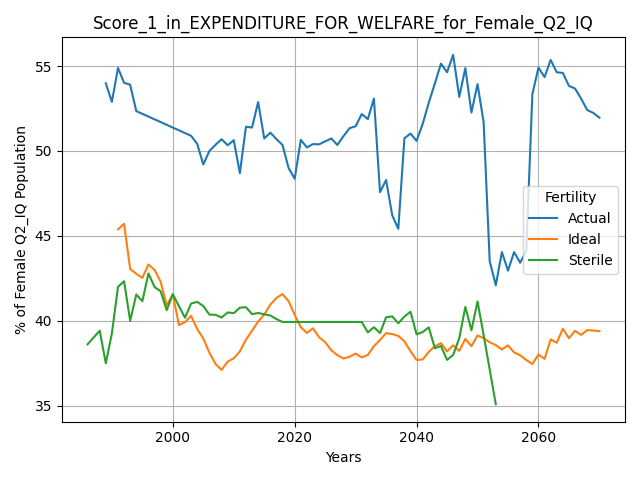 Score_1_in_EXPENDITURE_FOR_WELFARE_for_Female_Q2_IQ
% of Female Q2_IQ Population
55
50
45
40
35
Fertility
Actual
Ideal
Sterile
2000 2020 2040 2060
Years